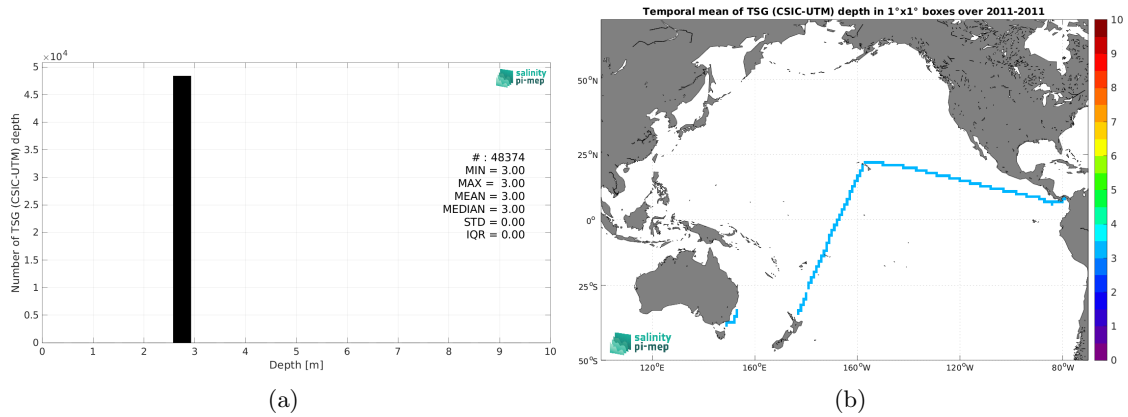 ×10⁴
5
4.5
4
3.5
3
2.5
2
1.5
1
0.5
0
Number of TSG (CSIC-UTM) depth
salinity
pi-mep
# : 48374
MIN = 3.00
MAX = 3.00
MEAN = 3.00
MEDIAN = 3.00
STD = 0.00
IQR = 0.00
0 1 2 3 4 5 6 7 8 9 10
Depth [m]
(a)
Temporal mean of TSG (CSIC-UTM) depth in 1°x1° boxes over 2011-2011
50°N
25°N
0°
25°S
50°S
120°E 160°E 160°W 120°W 80°W
salinity
pi-mep
10
9
8
7
6
5
4
3
2
1
0
(b)